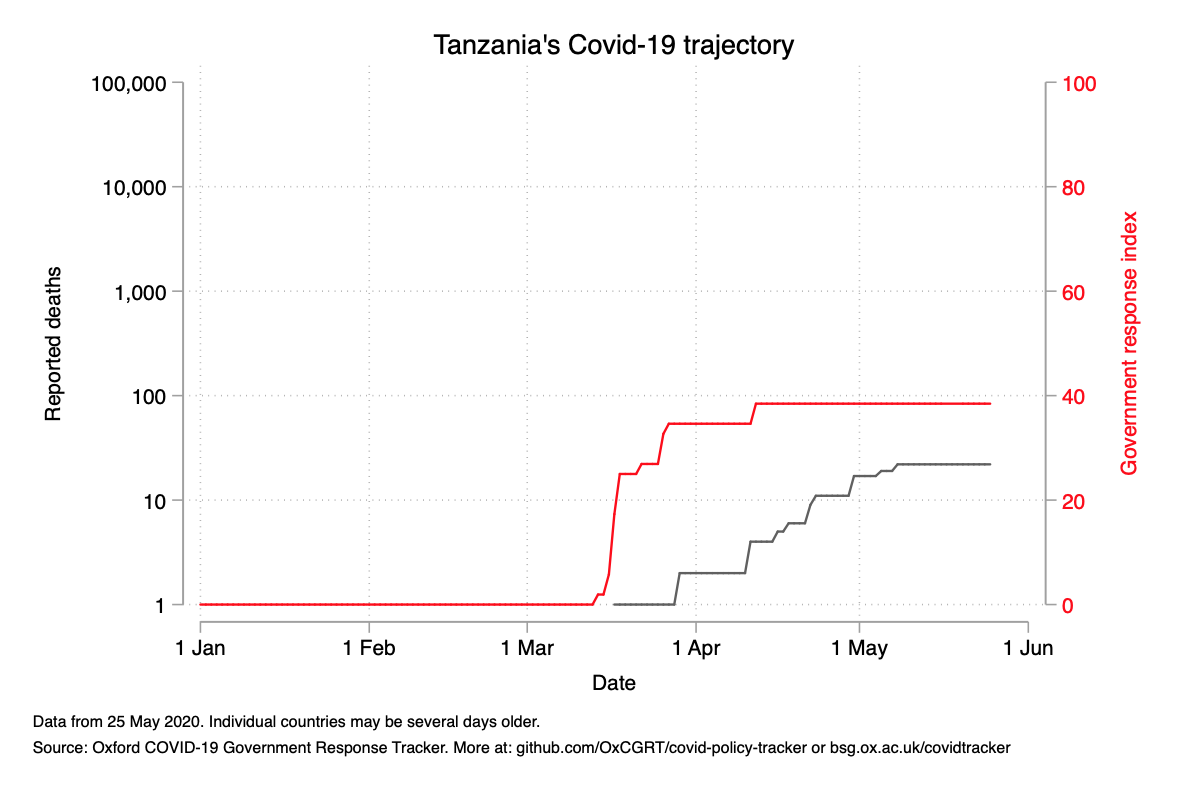 Tanzania's Covid-19 trajectory
100,000
10,000
1,000
100
10
1
Reported deaths
100
80
60
40
20
0
Government response index
1 Jan
1 Feb
1 Mar
1 Apr
1 May
1 Jun
Date
Data from 25 May 2020. Individual countries may be several days older.
Source: Oxford COVID-19 Government Response Tracker. More at: github.com/OxCGRT/covid-policy-tracker or bsg.ox.ac.uk/covidtracker